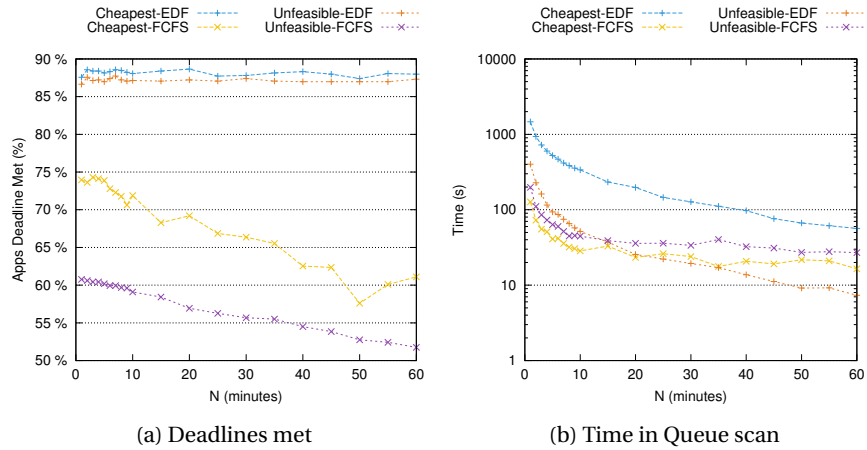 Cheapest-EDF
Cheapest-FCFS
Unfeasible-EDF
Unfeasible-FCFS
Apps Deadline Met (%)
90 %
85 %
80 %
75 %
70 %
65 %
60 %
55 %
50 %
0 10 20 30 40 50 60
N (minutes)
(a) Deadlines met
Cheapest-EDF
Cheapest-FCFS
Unfeasible-EDF
Unfeasible-FCFS
Time (s)
10000
1000
100
10
1
0 10 20 30 40 50 60
N (minutes)
(b) Time in Queue scan